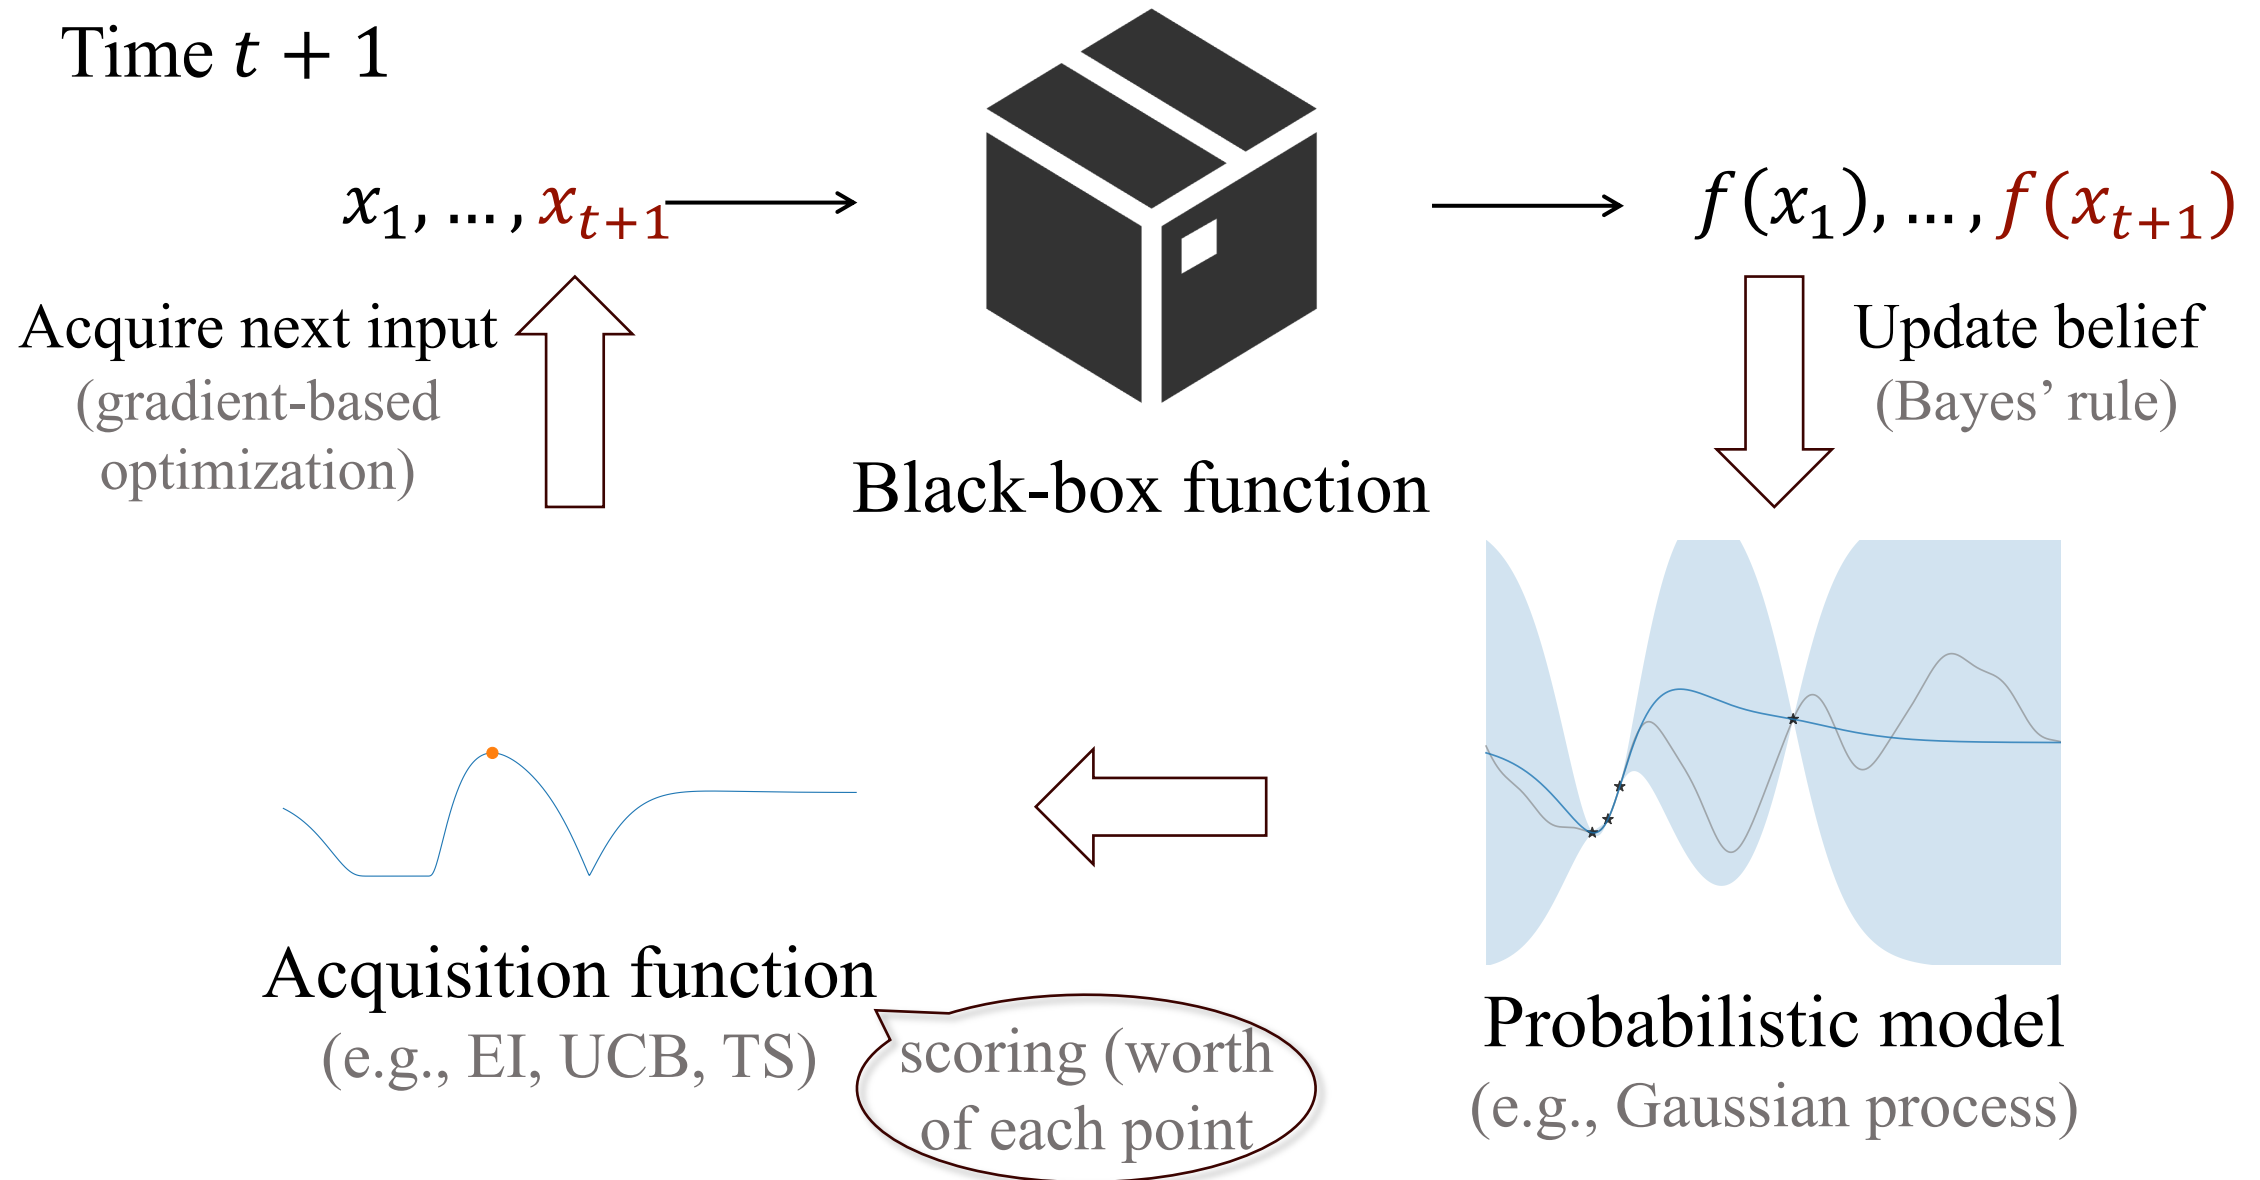 Time t + 1
x₁, … , xₜ₊₁
f(x₁), … , f(xₜ₊₁)
Acquire next input
(gradient-based
optimization)
Black-box function
Update belief
(Bayes’ rule)
Acquisition function
(e.g., EI, UCB, TS)
scoring (worth
of each point
Probabilistic model
(e.g., Gaussian process)